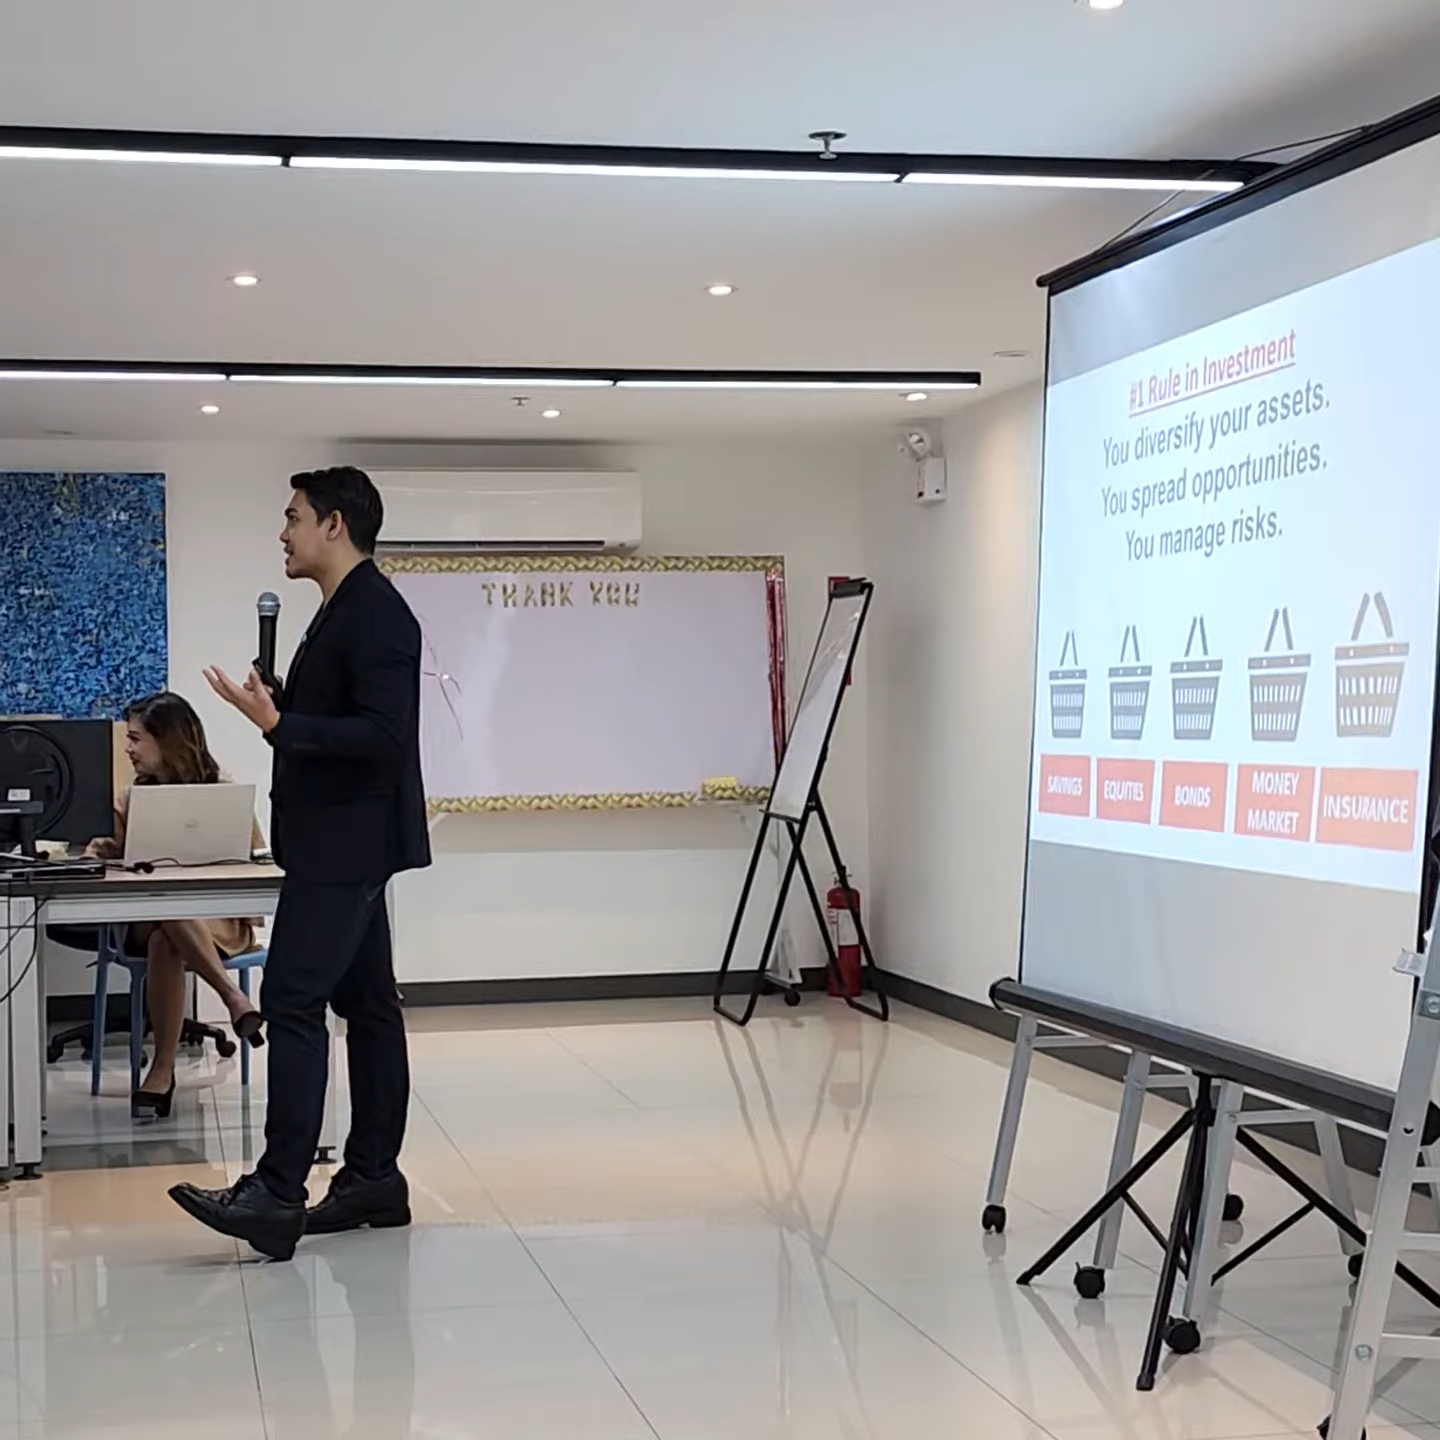 THANK YOU
#1 Rule in Investment
You diversify your assets.
You spread opportunities.
You manage risks.
SAVINGS
EQUITIES
BONDS
MONEY
MARKET
INSURANCE